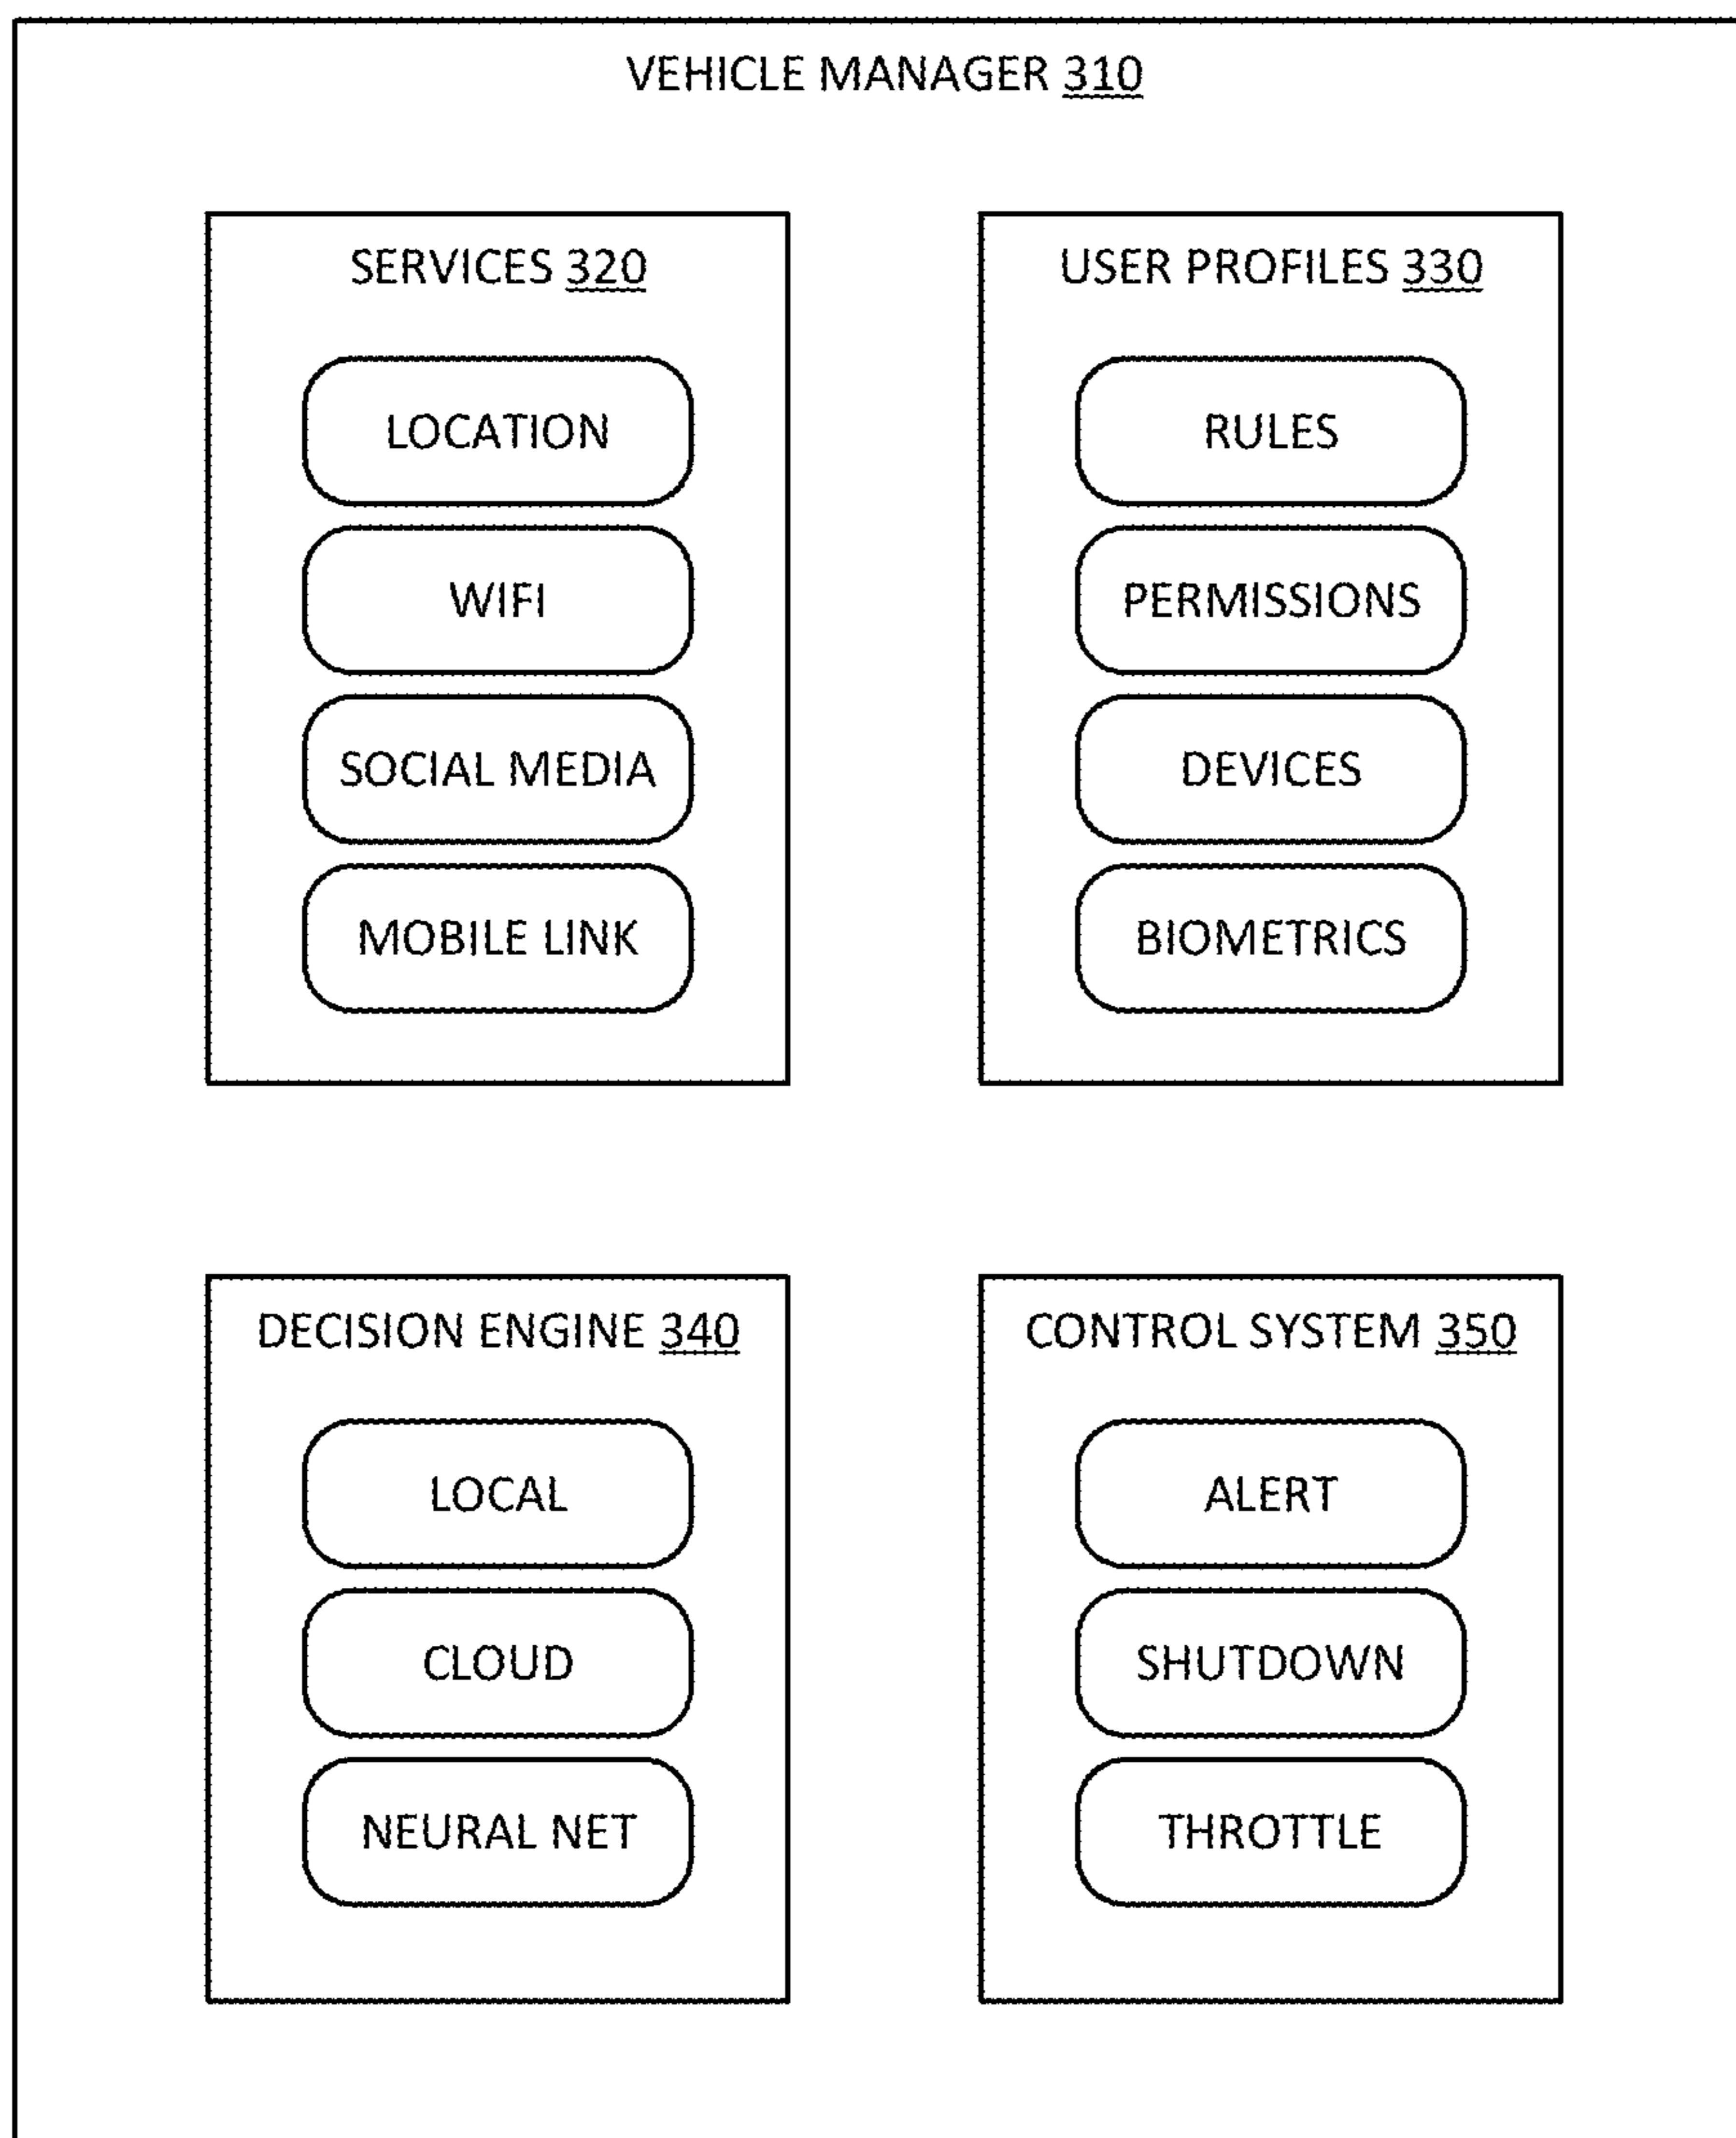 VEHICLE MANAGER 310
SERVICES 320
LOCATION
WIFI
SOCIAL MEDIA
MOBILE LINK
USER PROFILES 330
RULES
PERMISSIONS
DEVICES
BIOMETRICS
DECISION ENGINE 340
LOCAL
CLOUD
NEURAL NET
CONTROL SYSTEM 350
ALERT
SHUTDOWN
THROTTLE